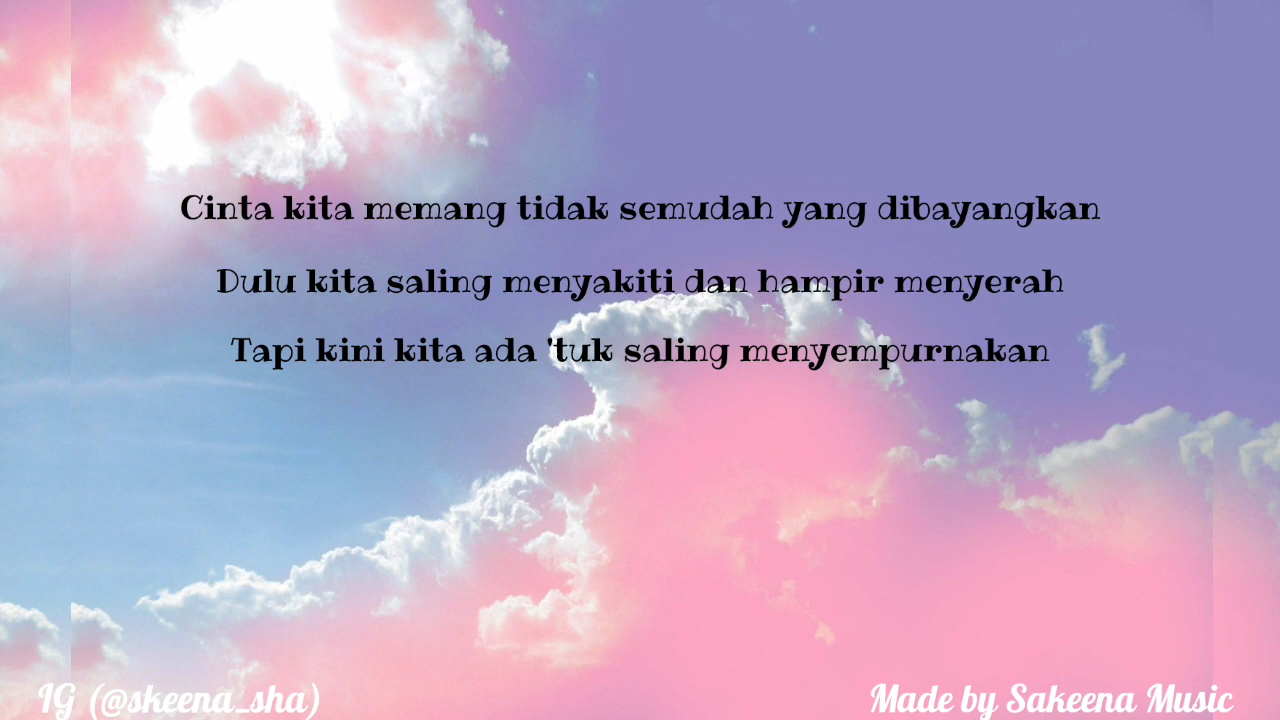 Cinta kita memang tidak semudah yang dibayangkan
Dulu kita saling menyakiti dan hampir menyerah
Tapi kini kita ada 'tuk saling menyempurnakan
IG (@skeena_sha)
Made by Sakeena Music